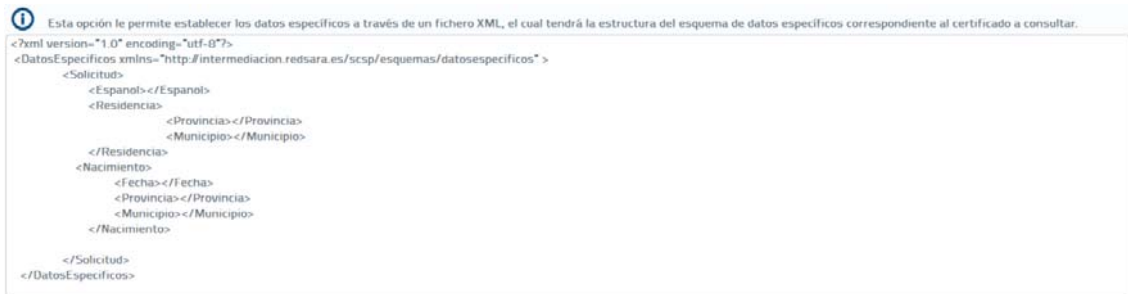 Esta opción le permite establecer los datos específicos a través de un fichero XML, el cual tendrá la estructura del esquema de datos específicos correspondiente al certificado a consultar.
<?xml version="1.0" encoding="utf-8"?>
<DatosEspecificos xmlns="http://intermediacion.redsara.es/scsp/esquemas/datosespecificos" >
<Solicitud>
<Espanol></Espanol>
<Residencia>
<Provincia></Provincia>
<Municipio></Municipio>
</Residencia>
<Nacimiento>
<Fecha></Fecha>
<Provincia></Provincia>
<Municipio></Municipio>
</Nacimiento>
</Solicitud>
</DatosEspecificos>